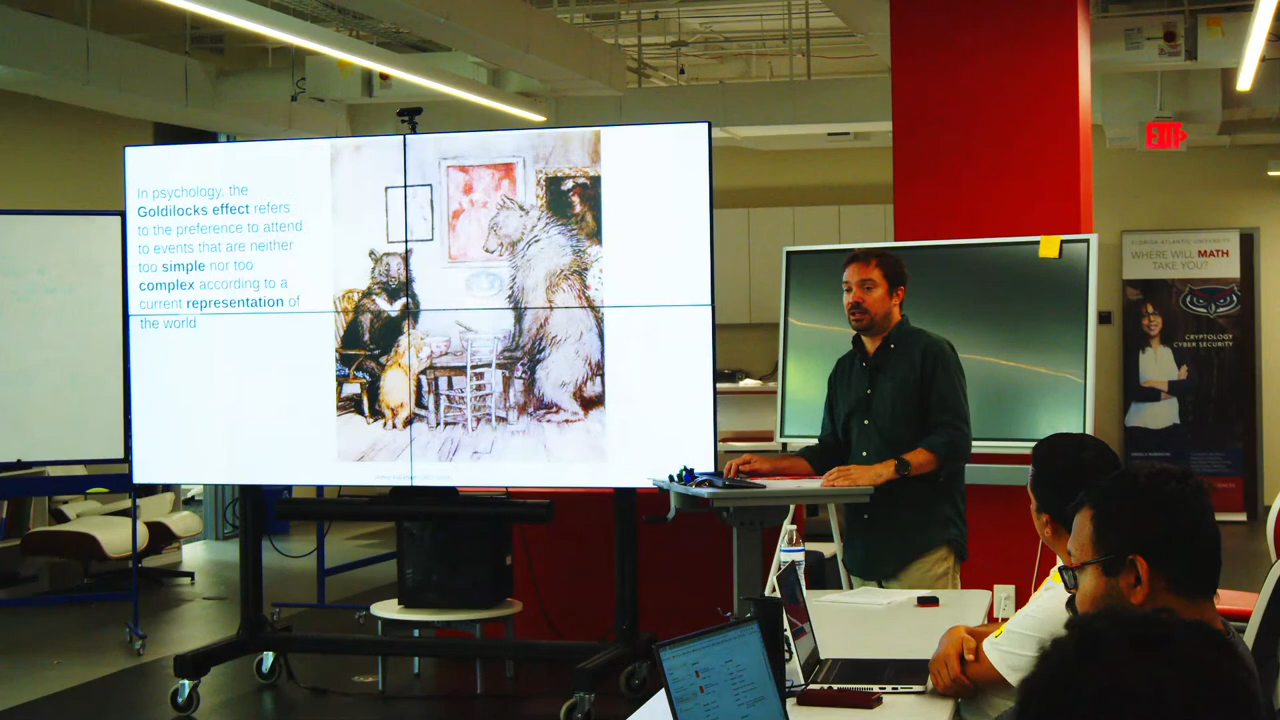 In psychology, the
Goldilocks effect refers
to the preference to attend
to events that are neither
too simple nor too
complex according to a
current representation of
the world
EXIT
FLORIDA ATLANTIC UNIVERSITY
WHERE WILL MATH
TAKE YOU?
CRYPTOLOGY
CYBER SECURITY